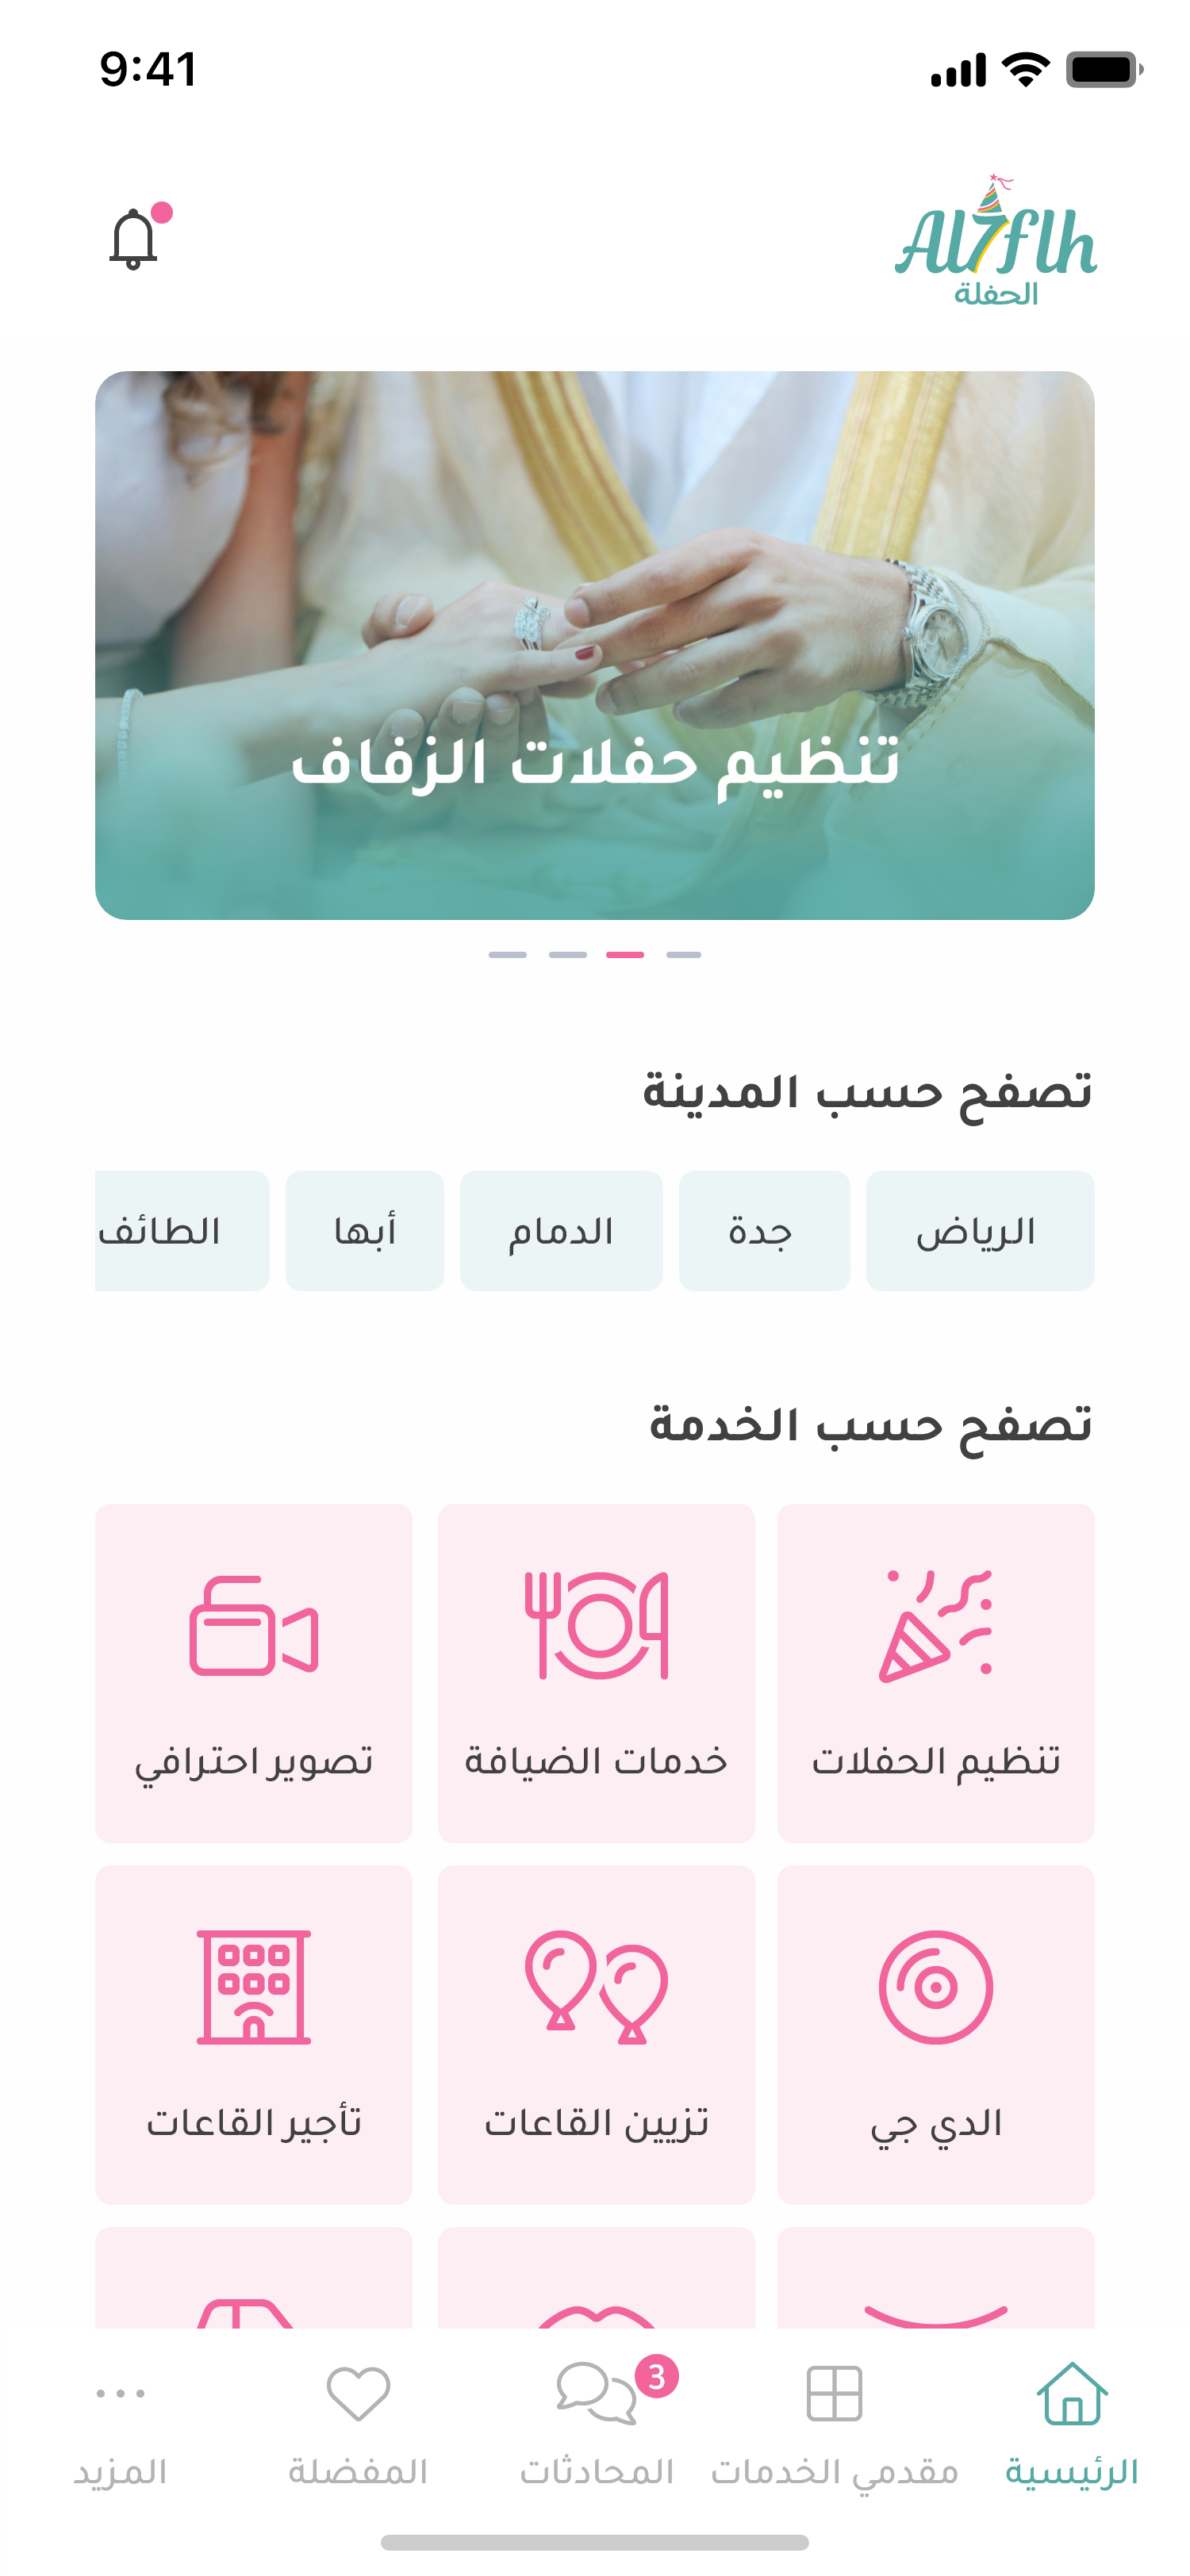 9:41
Al7flh
الحفلة
تنظيم حفلات الزفاف
تصفح حسب المدينة
الرياض
جدة
الدمام
أبها
الطائف
تصفح حسب الخدمة
تنظيم الحفلات
خدمات الضيافة
تصوير احترافي
الدي جي
تزيين القاعات
تأجير القاعات
الرئيسية
مقدمي الخدمات
3
المحادثات
المفضلة
المزيد